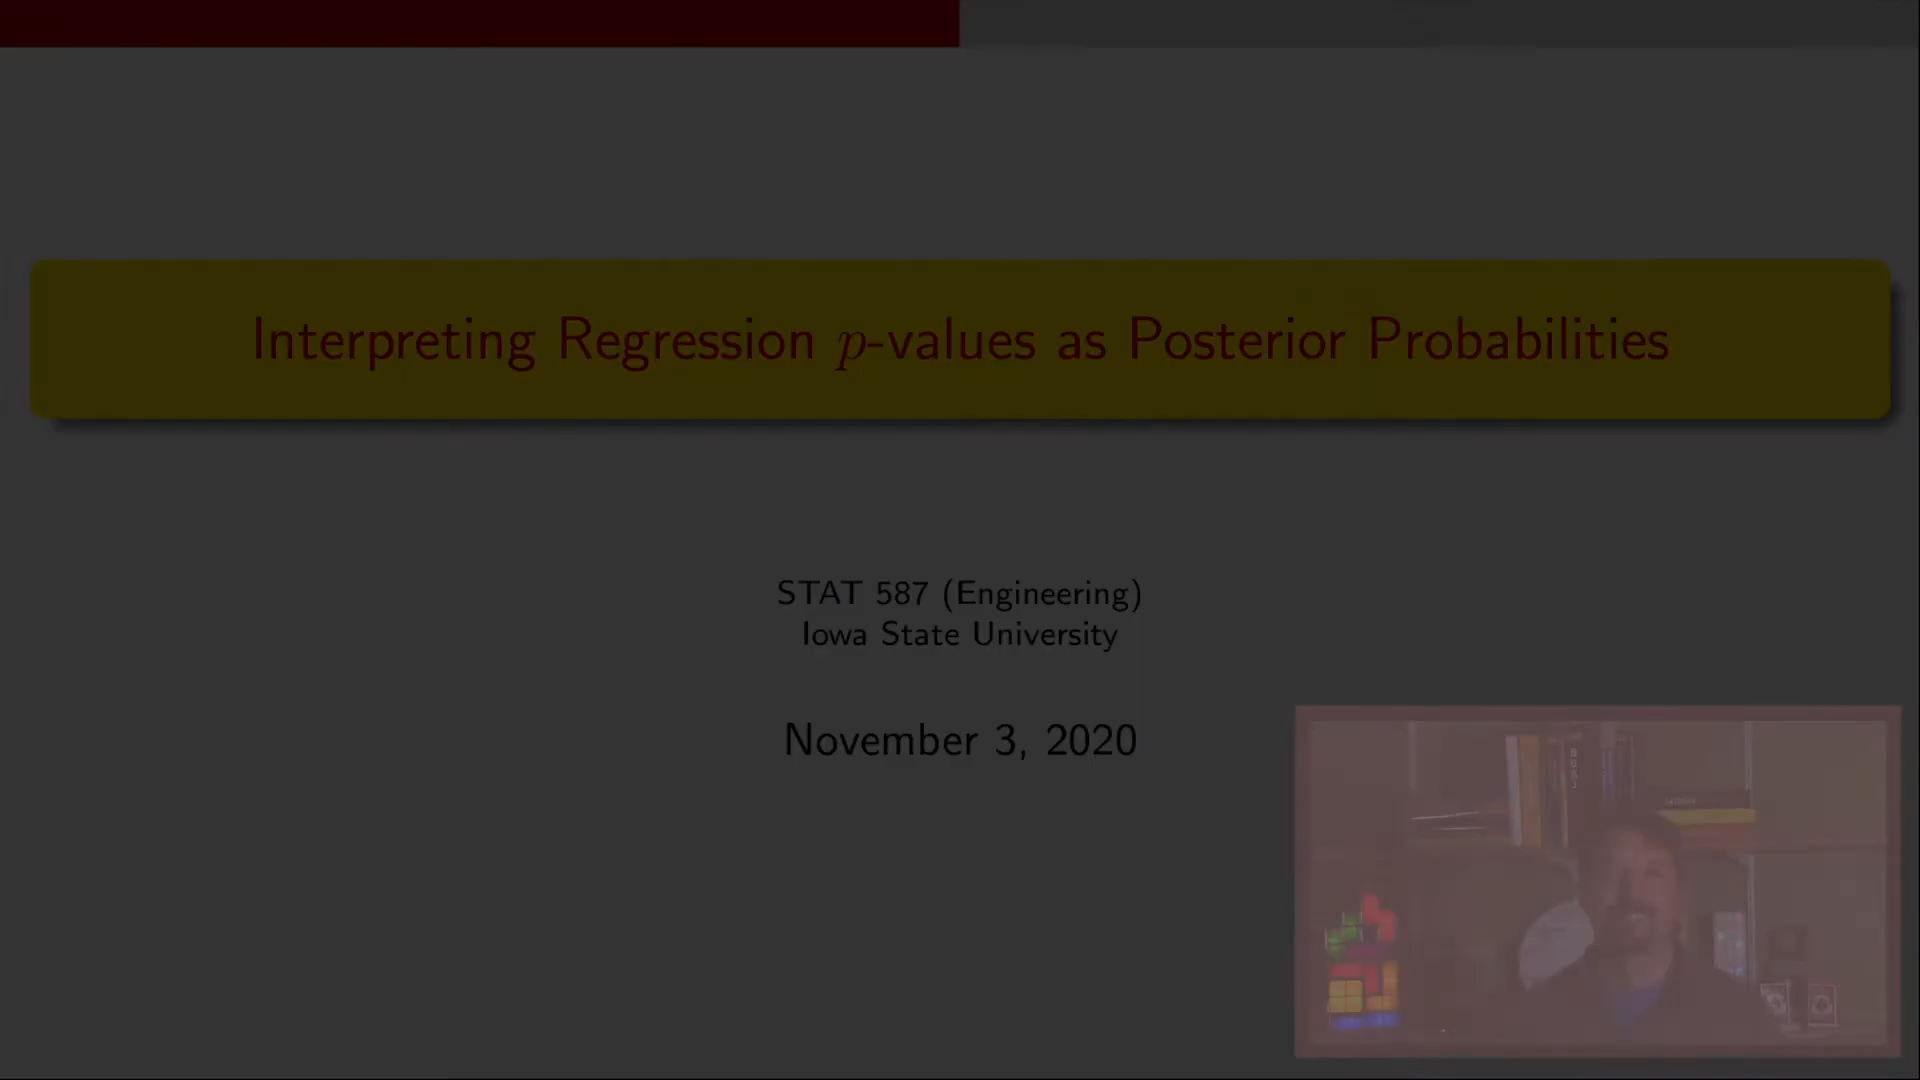 Interpreting Regression p-values as Posterior Probabilities
STAT 587 (Engineering)
Iowa State University
November 3, 2020